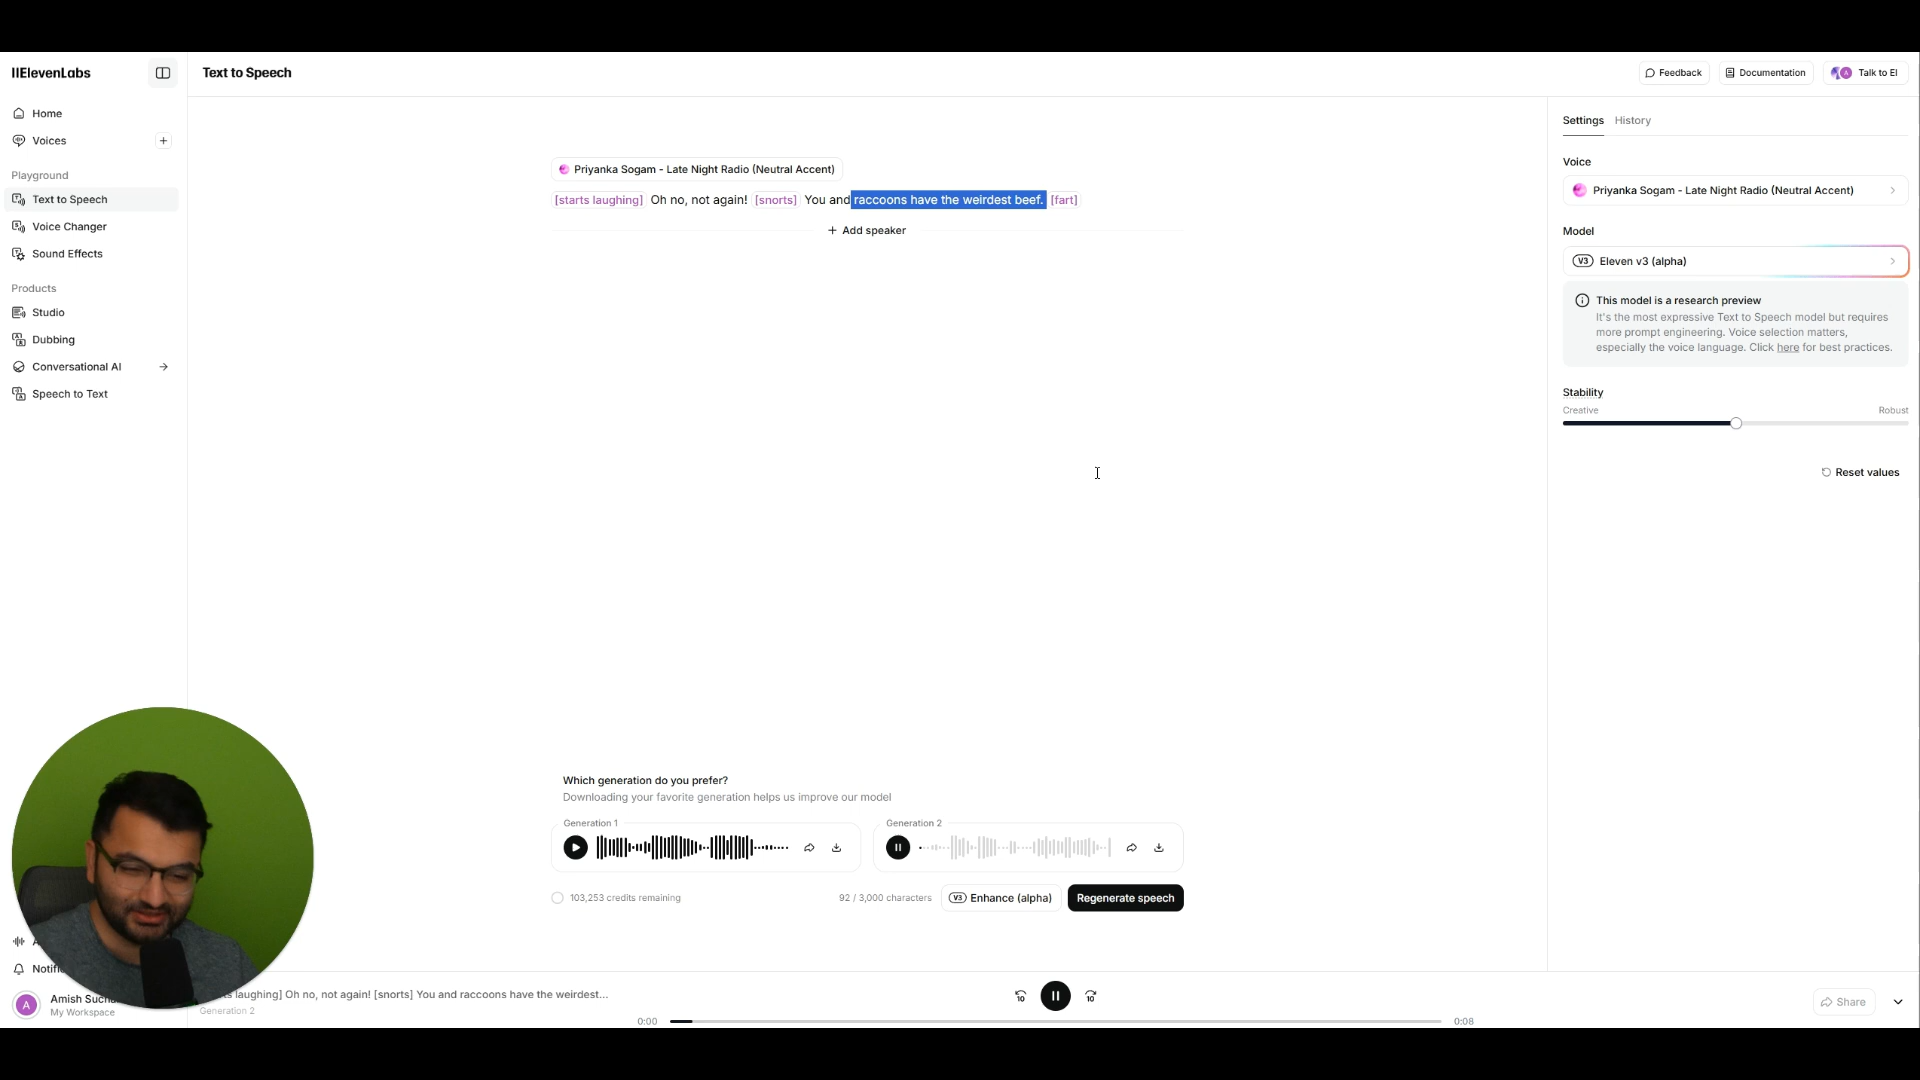 IIElevenLabs
Home
Voices
Playground
Text to Speech
Voice Changer
Sound Effects
Products
Studio
Dubbing
Conversational AI
Speech to Text
Text to Speech
Feedback
Documentation
Talk to El
Priyanka Sogam - Late Night Radio (Neutral Accent)
[starts laughing] Oh no, not again! [snorts] You and raccoons have the weirdest beef. [fart]
+ Add speaker
Settings
History
Voice
Priyanka Sogam - Late Night Radio (Neutral Accent)
Model
V3 Eleven v3 (alpha)
This model is a research preview
It's the most expressive Text to Speech model but requires
more prompt engineering. Voice selection matters,
especially the voice language. Click here for best practices.
Stability
Creative
Robust
Reset values
Which generation do you prefer?
Downloading your favorite generation helps us improve our model
Generation 1
Generation 2
103,253 credits remaining
92 / 3,000 characters
V3 Enhance (alpha)
Regenerate speech
A
Notifi
A
Amish Sucha
My Workspace
laughing] Oh no, not again! [snorts] You and raccoons have the weirdest...
Generation 2
10
10
0:00
0:08
Share